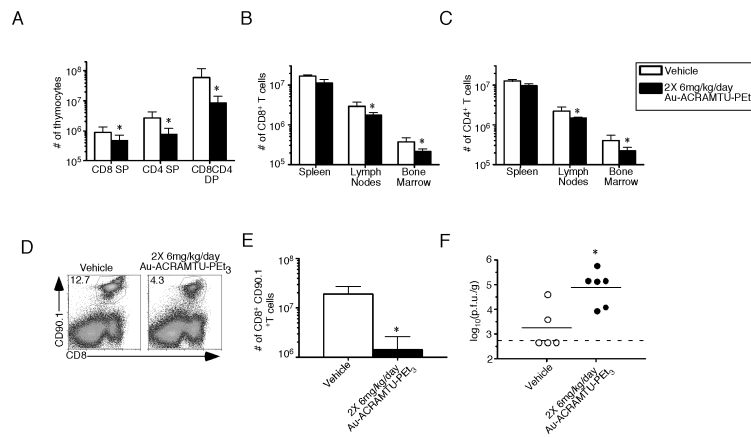 A
# of thymocytes
10⁸
10⁷
10⁶
10⁵
*
*
*
CD8 SP
CD4 SP
CD8CD4
DP
B
# of CD8⁺ T cells
10⁷
10⁶
10⁵
*
*
Spleen
Lymph
Nodes
Bone
Marrow
C
# of CD4⁺ T cells
10⁷
10⁶
10⁵
*
*
Spleen
Lymph
Nodes
Bone
Marrow
Vehicle
2X 6mg/kg/day
Au-ACRAMTU-PEt
D
Vehicle
2X 6mg/kg/day
Au-ACRAMTU-PEt₃
12.7
4.3
CD90.1
CD8
E
# of CD8⁺ CD90.1
⁺T cells
10⁸
10⁷
10⁶
*
Vehicle
2X 6mg/kg/day
Au-ACRAMTU-PEt₃
F
log₁₀(p.f.u./g)
6
5
4
3
2
*
Vehicle
2X 6mg/kg/day
Au-ACRAMTU-PEt₃